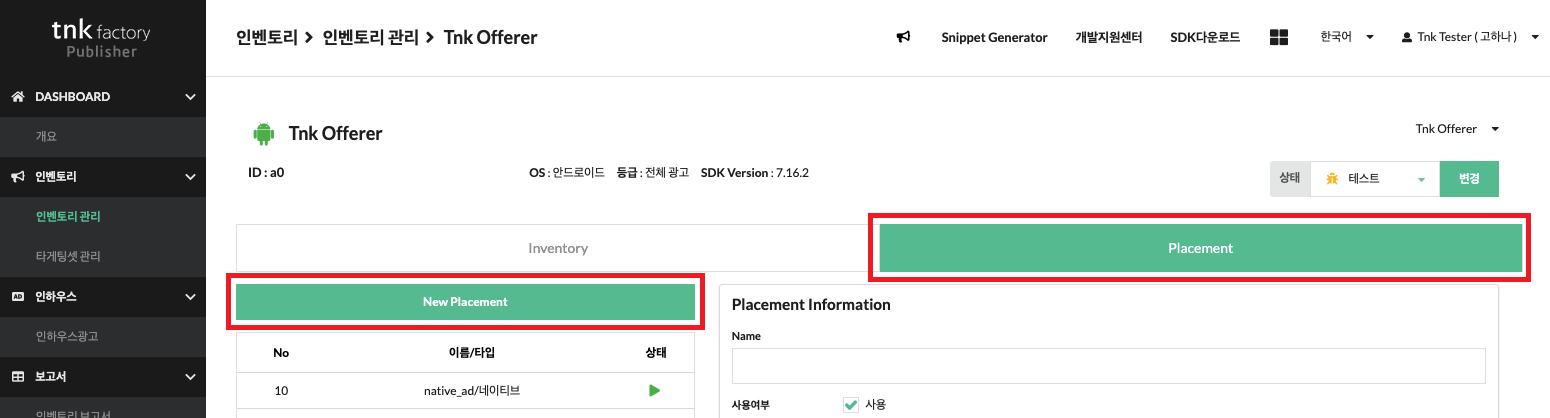 tnk factory
Publisher
DASHBOARD
개요
인벤토리
인벤토리 관리
타게팅셋 관리
AD 인하우스
인하우스광고
보고서
인벤토리 보고서
인벤토리 > 인벤토리 관리 > Tnk Offerer
Snippet Generator 개발지원센터 SDK다운로드 한국어 Tnk Tester ( 고하나 )
Tnk Offerer
Tnk Offerer
ID : a0 OS : 안드로이드 등급 : 전체 광고 SDK Version : 7.16.2
상태 테스트 변경
Inventory Placement
New Placement
No 이름/타입 상태
10 native_ad/네이티브
Placement Information
Name
사용여부 사용